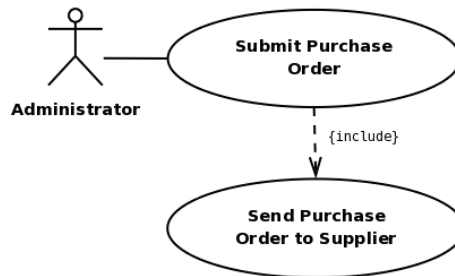 Submit Purchase
Order
Administrator
{include}
Send Purchase
Order to Supplier